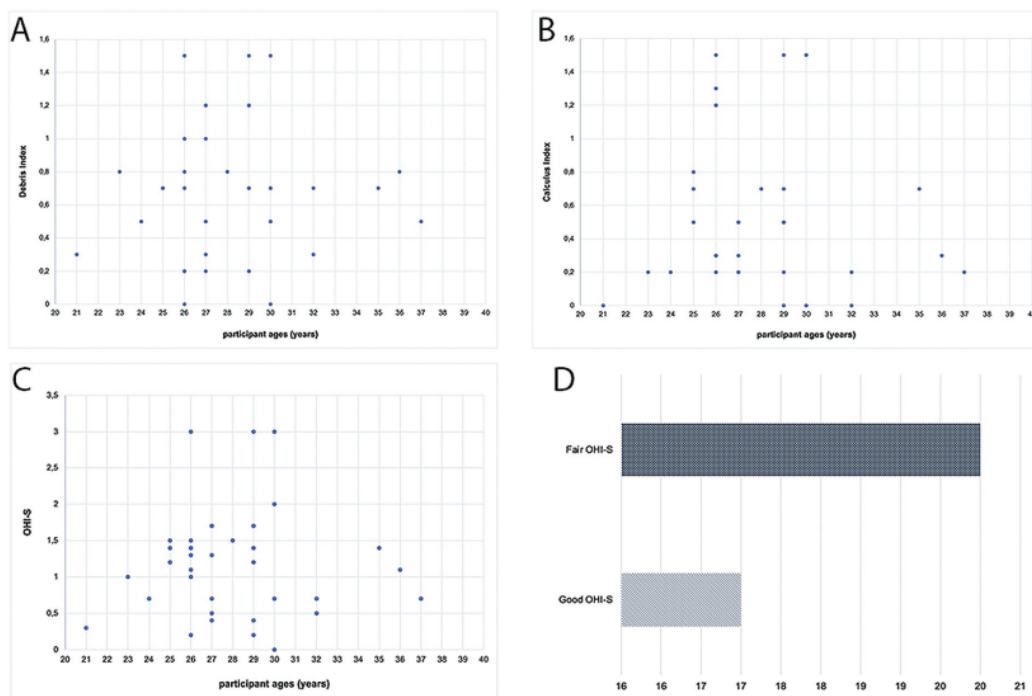 A
1,6
1,4
1,2
1
0,8
0,6
0,4
0,2
0
Debris Index
20 21 22 23 24 25 26 27 28 29 30 31 32 33 34 35 36 37 38 39 40
participant ages (years)
B
1,6
1,4
1,2
1
0,8
0,6
0,4
0,2
0
Calculus Index
20 21 22 23 24 25 26 27 28 29 30 31 32 33 34 35 36 37 38 39 4
participant ages (years)
C
3,5
3
2,5
2
1,5
1
0,5
0
OHI-S
20 21 22 23 24 25 26 27 28 29 30 31 32 33 34 35 36 37 38 39 40
participant ages (years)
D
Fair OHI-S
Good OHI-S
16 16 17 17 18 18 19 19 20 20 21